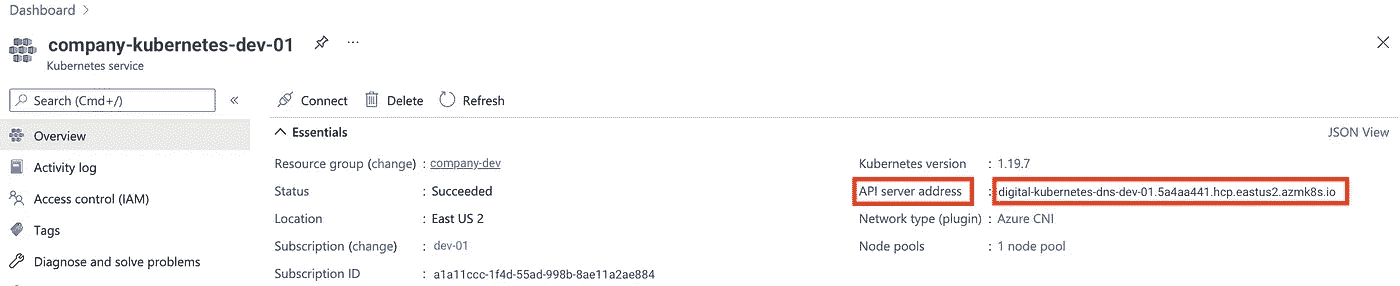 Dashboard >
company-kubernetes-dev-01 ...
Kubernetes service
Search (Cmd+/) «
Connect Delete Refresh
Overview
Activity log
Access control (IAM)
Tags
Diagnose and solve problems
Essentials JSON View
Resource group (change) : company-dev
Status : Succeeded
Location : East US 2
Subscription (change) : dev-01
Subscription ID : a1a11ccc-1f4d-55ad-998b-8ae11a2ae884
Kubernetes version : 1.19.7
API server address : digital-kubernetes-dns-dev-01.5a4aa441.hcp.eastus2.azmk8s.io
Network type (plugin) : Azure CNI
Node pools : 1 node pool